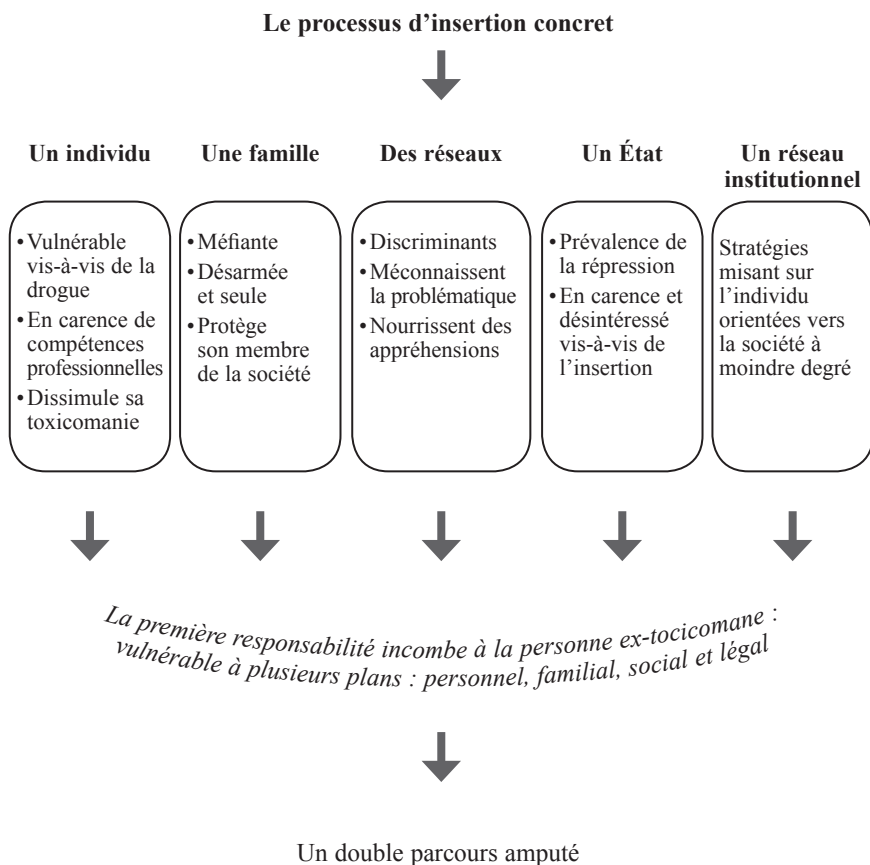 Le processus d’insertion concret
Un individu
Une famille
Des réseaux
Un État
Un réseau
institutionnel
•Vulnérable
vis-à-vis de la
drogue
•En carence de
compétences
professionnelles
•Dissimule sa
toxicomanie
•Méfiante
•Désarmée
et seule
•Protège
son membre
de la société
•Discriminants
•Méconnaissent
la problématique
•Nourrissent des
appréhensions
•Prévalence de
la répression
•En carence et
désintéressé
vis-à-vis de
l’insertion
Stratégies
misant sur
l’individu
orientées vers
la société à
moindre degré
La première responsabilité incombe à la personne ex-tocicomane :
vulnérable à plusieurs plans : personnel, familial, social et légal
Un double parcours amputé